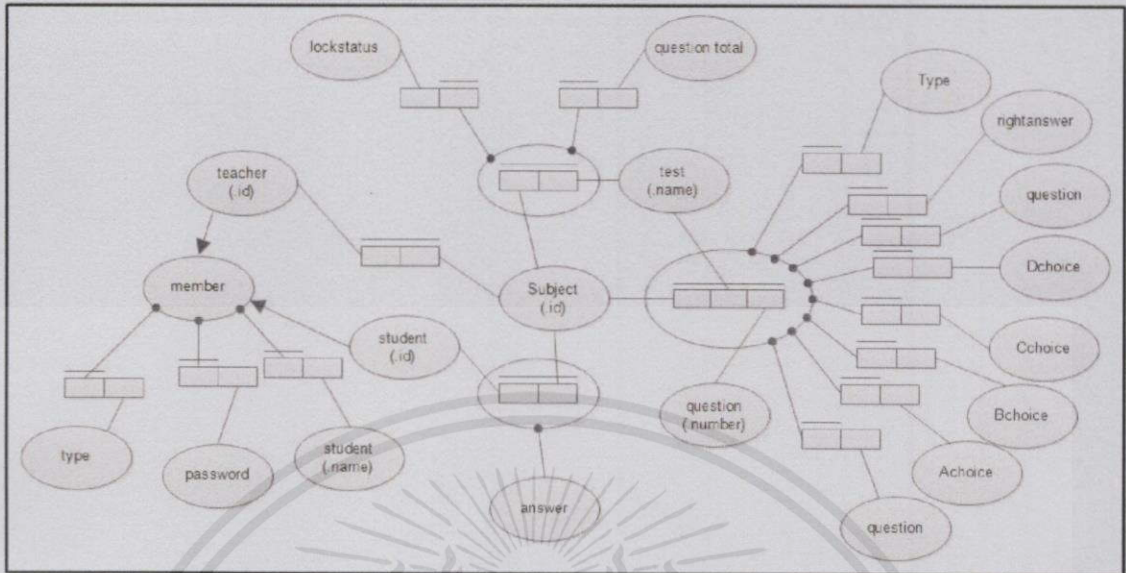 lockstatus
question total
Type
rightanswer
teacher
(.id)
test
(.name)
question
Dchoice
member
Subject
(.id)
student
(.id)
Cchoice
question
(.number)
Bchoice
type
password
student
(.name)
Achoice
answer
question